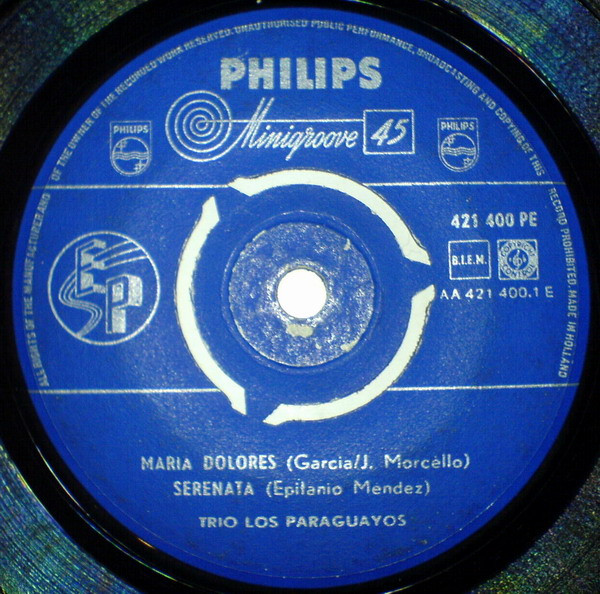 ALL RIGHTS OF THE MANUFACTURER AND OF THE OWNER OF THE RECORDED WORK RESERVED. UNAUTHORISED PUBLIC PERFORMANCE, BROADCASTING AND COPYING OF THIS RECORD PROHIBITED. MADE IN HOLLAND
PHILIPS
Minigroove 45
PHILIPS
PHILIPS
421 400 PE
EP
B.I.E.M.
AA 421 400.1 E
MARIA DOLORES (Garcia/J. Morcèllo)
SERENATA (Epifanio Mendez)
TRIO LOS PARAGUAYOS